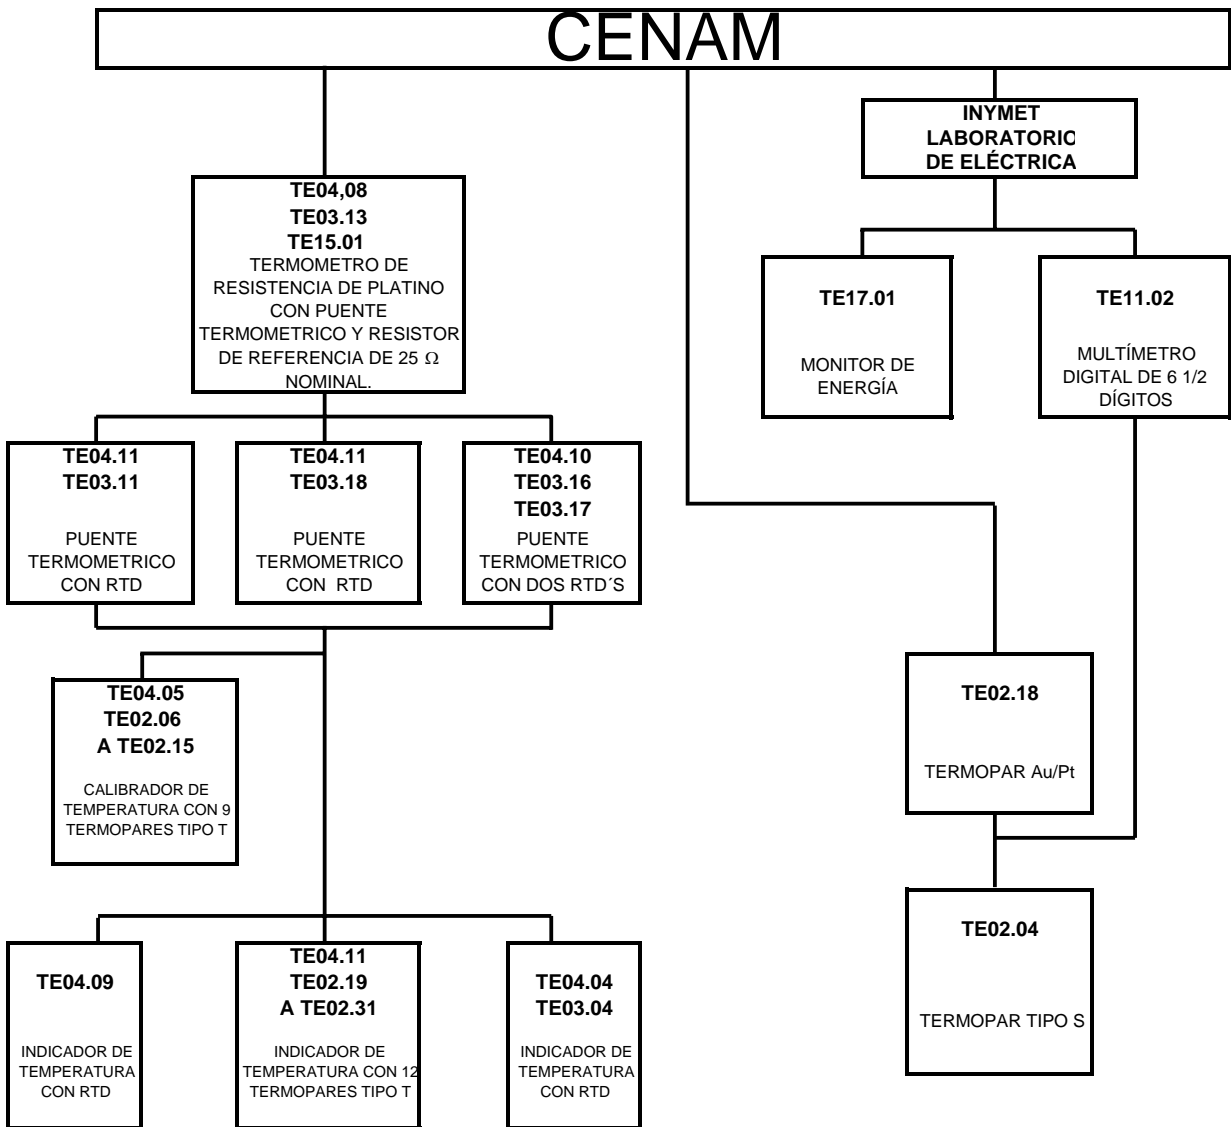 CENAM
INYMET
LABORATORIO
DE ELÉCTRICA
TE04,08
TE03.13
TE15.01
TERMOMETRO DE
RESISTENCIA DE PLATINO
CON PUENTE
TERMOMETRICO Y RESISTOR
DE REFERENCIA DE 25 Ω
NOMINAL.
TE17.01
MONITOR DE
ENERGÍA
TE11.02
MULTÍMETRO
DIGITAL DE 6 1/2
DÍGITOS
TE04.11
TE03.11
PUENTE
TERMOMETRICO
CON RTD
TE04.11
TE03.18
PUENTE
TERMOMETRICO
CON RTD
TE04.10
TE03.16
TE03.17
PUENTE
TERMOMETRICO
CON DOS RTD´S
TE04.05
TE02.06
A TE02.15
CALIBRADOR DE
TEMPERATURA CON 9
TERMOPARES TIPO T
TE02.18
TERMOPAR Au/Pt
TE02.04
TERMOPAR TIPO S
TE04.09
INDICADOR DE
TEMPERATURA
CON RTD
TE04.11
TE02.19
A TE02.31
INDICADOR DE
TEMPERATURA CON 12
TERMOPARES TIPO T
TE04.04
TE03.04
INDICADOR DE
TEMPERATURA
CON RTD